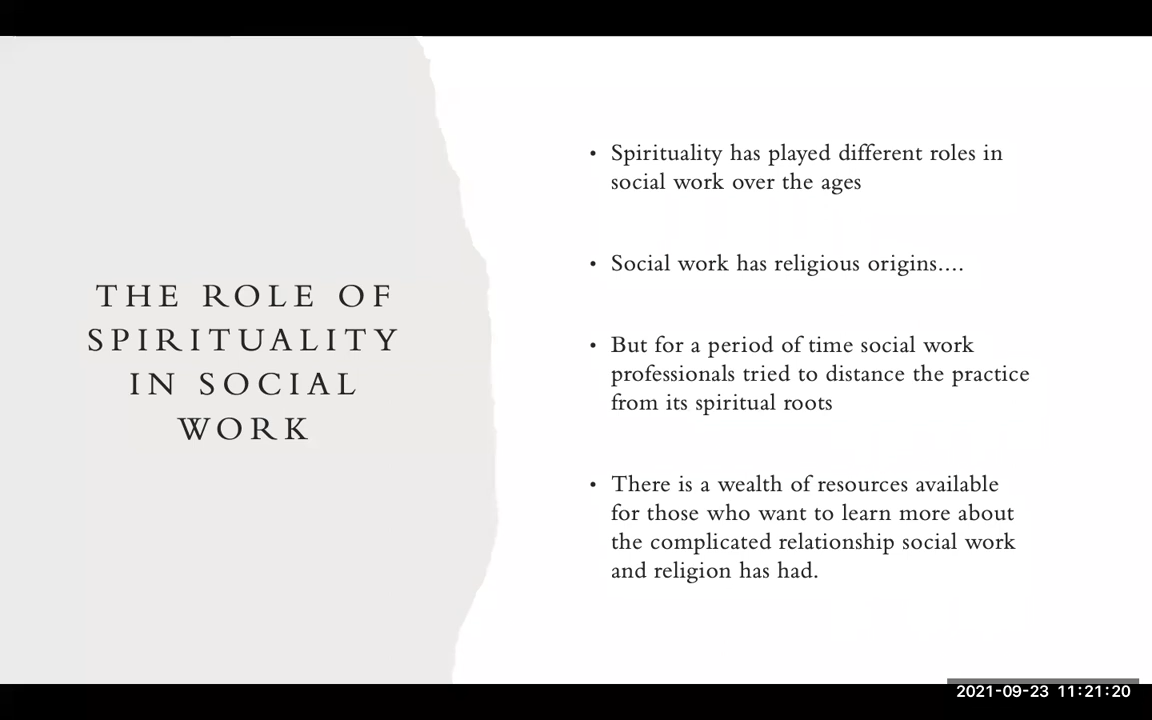 THE ROLE OF
SPIRITUALITY
IN SOCIAL
WORK
• Spirituality has played different roles in
social work over the ages
• Social work has religious origins....
• But for a period of time social work
professionals tried to distance the practice
from its spiritual roots
• There is a wealth of resources available
for those who want to learn more about
the complicated relationship social work
and religion has had.
2021-09-23 11:21:20